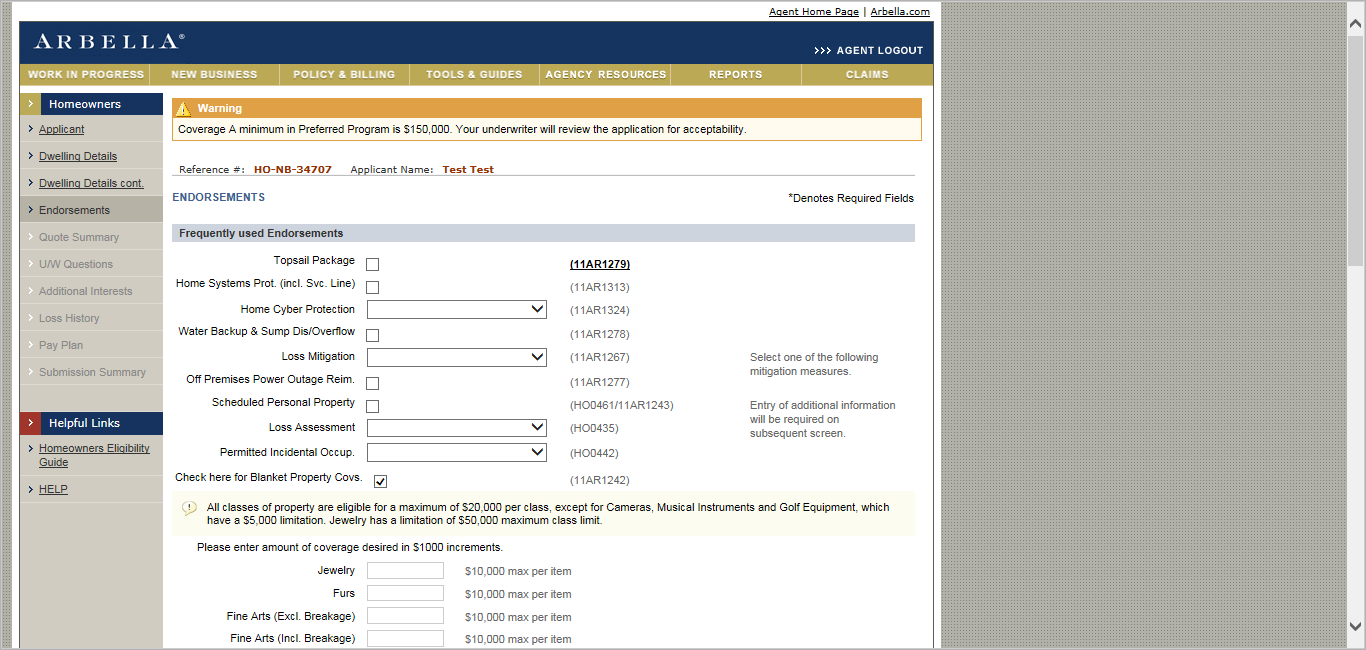 Agent Home Page | Arbella.com
ARBELLA®
>>> AGENT LOGOUT
WORK IN PROGRESS NEW BUSINESS POLICY & BILLING TOOLS & GUIDES AGENCY RESOURCES REPORTS CLAIMS
Homeowners
Applicant
Dwelling Details
Dwelling Details cont.
Endorsements
Quote Summary
U/W Questions
Additional Interests
Loss History
Pay Plan
Submission Summary
Helpful Links
Homeowners Eligibility
Guide
HELP
Warning
Coverage A minimum in Preferred Program is $150,000. Your underwriter will review the application for acceptability.
Reference #: HO-NB-34707 Applicant Name: Test Test
ENDORSEMENTS
*Denotes Required Fields
Frequently used Endorsements
Topsail Package (11AR1279)
Home Systems Prot. (incl. Svc. Line) (11AR1313)
Home Cyber Protection (11AR1324)
Water Backup & Sump Dis/Overflow (11AR1278)
Loss Mitigation (11AR1267) Select one of the following
mitigation measures.
Off Premises Power Outage Reim. (11AR1277)
Scheduled Personal Property (HO0461/11AR1243) Entry of additional information
will be required on
subsequent screen.
Loss Assessment (HO0435)
Permitted Incidental Occup. (HO0442)
Check here for Blanket Property Covs. (11AR1242)
All classes of property are eligible for a maximum of $20,000 per class, except for Cameras, Musical Instruments and Golf Equipment, which
have a $5,000 limitation. Jewelry has a limitation of $50,000 maximum class limit.
Please enter amount of coverage desired in $1000 increments.
Jewelry $10,000 max per item
Furs $10,000 max per item
Fine Arts (Excl. Breakage) $10,000 max per item
Fine Arts (Incl. Breakage) $10,000 max per item